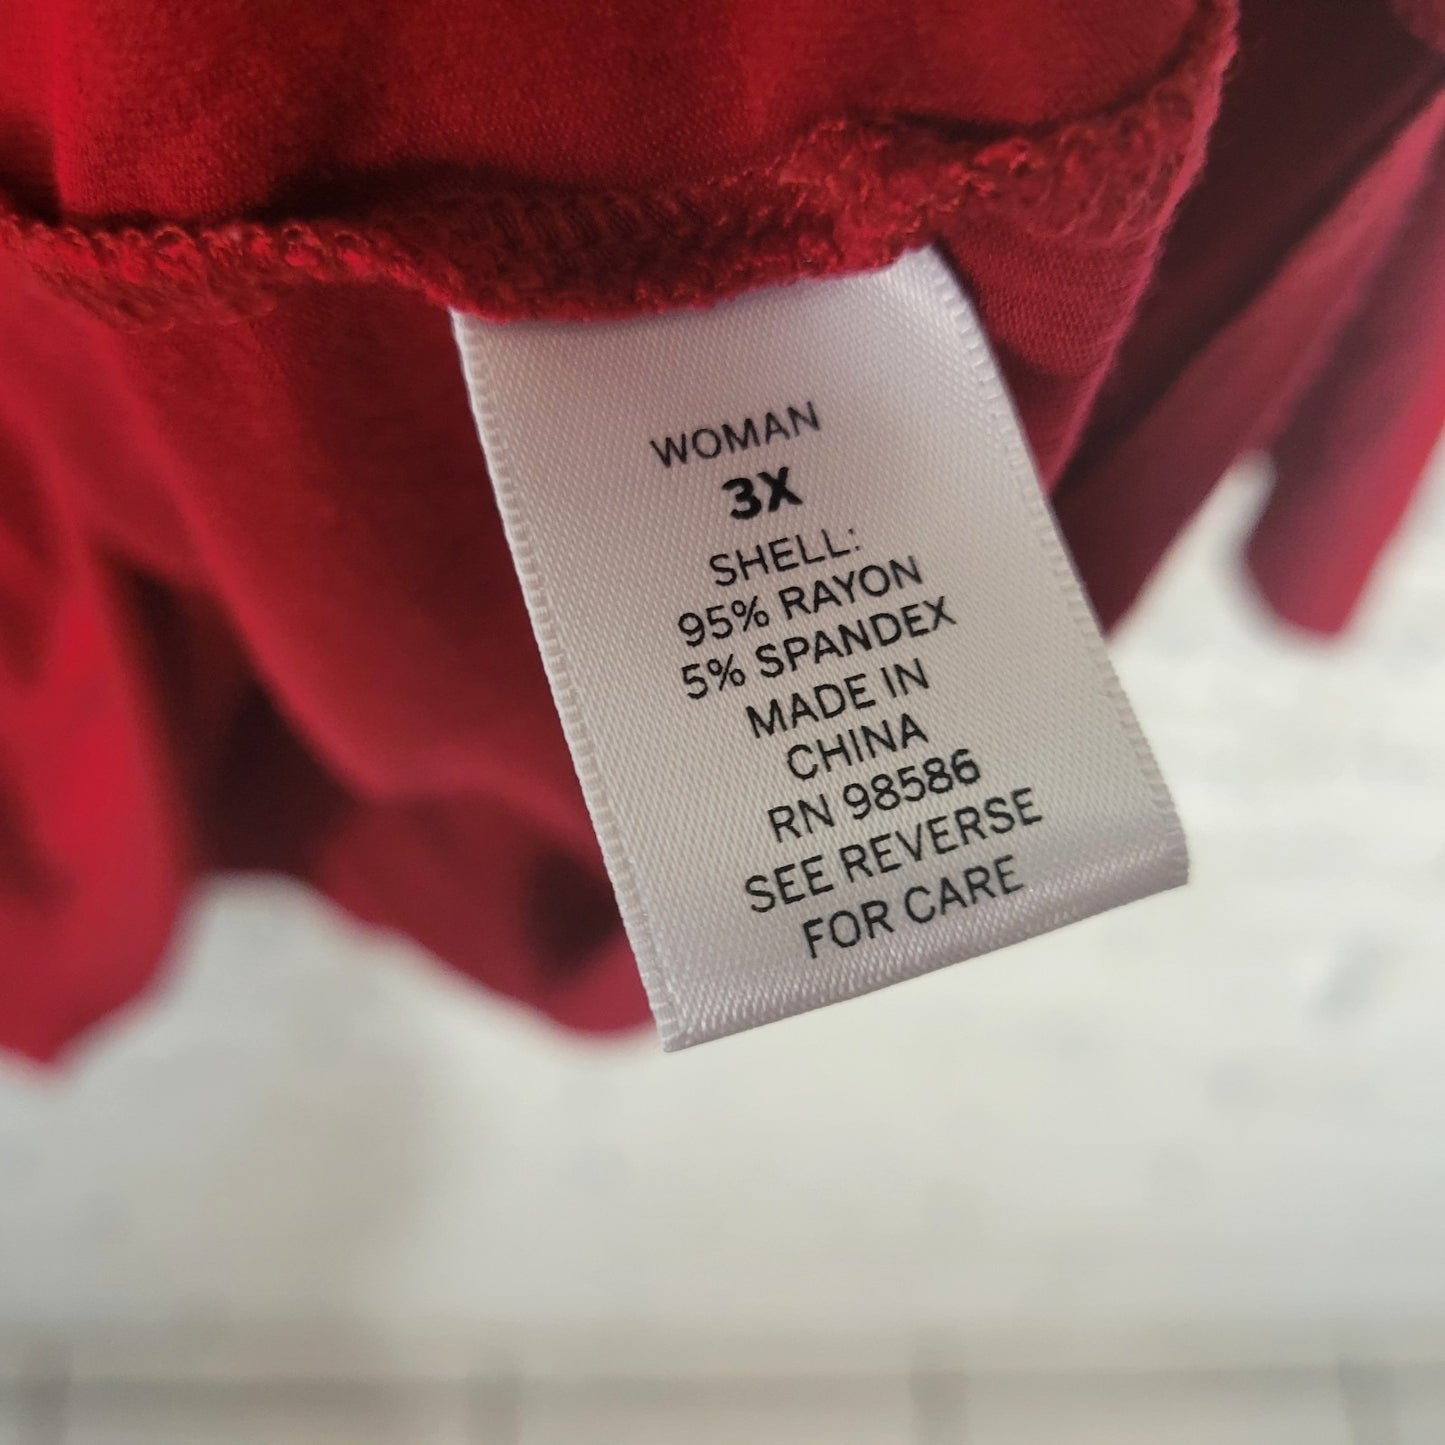 WOMAN
3X
SHELL:
95% RAYON
5% SPANDEX
MADE IN
CHINA
RN 98586
SEE REVERSE
FOR CARE